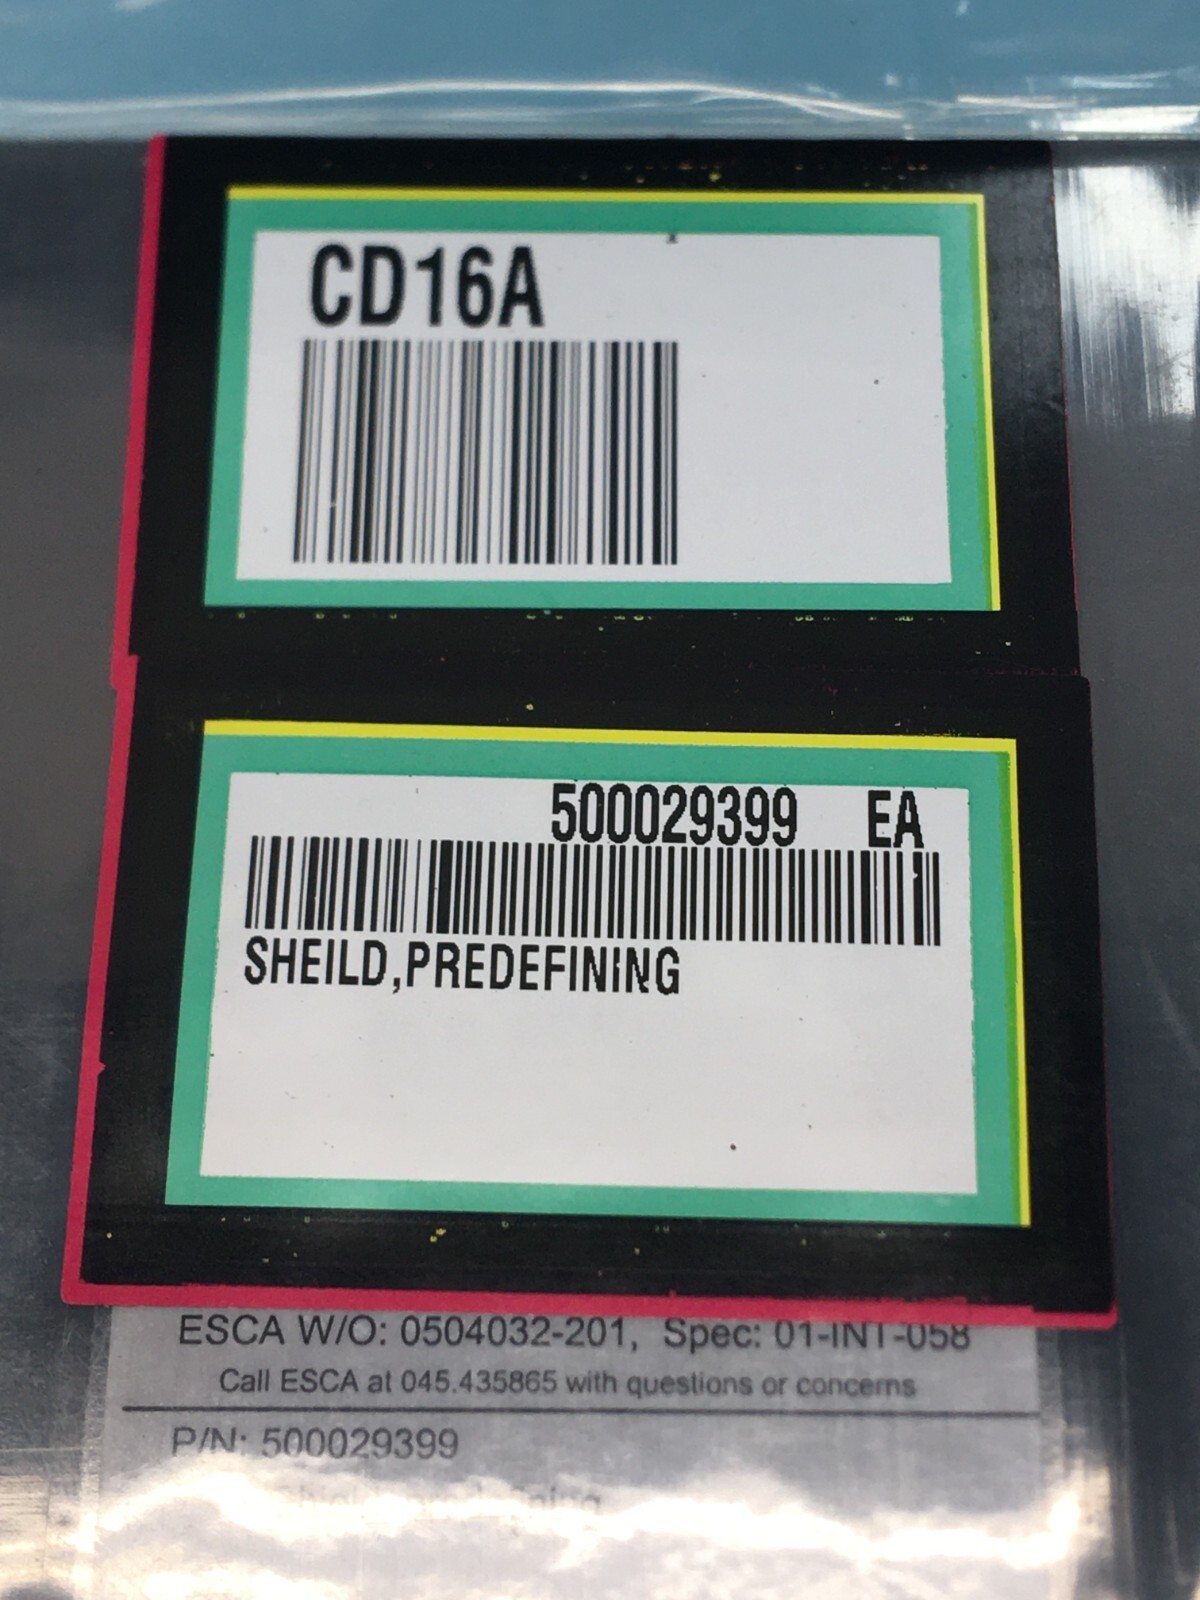 CD16A
500029399 EA
SHEILD,PREDEFINING
ESCA W/O: 0504032-201, Spec: 01-INT-058
Call ESCA at 045.435865 with questions or concerns
P/N: 500029399